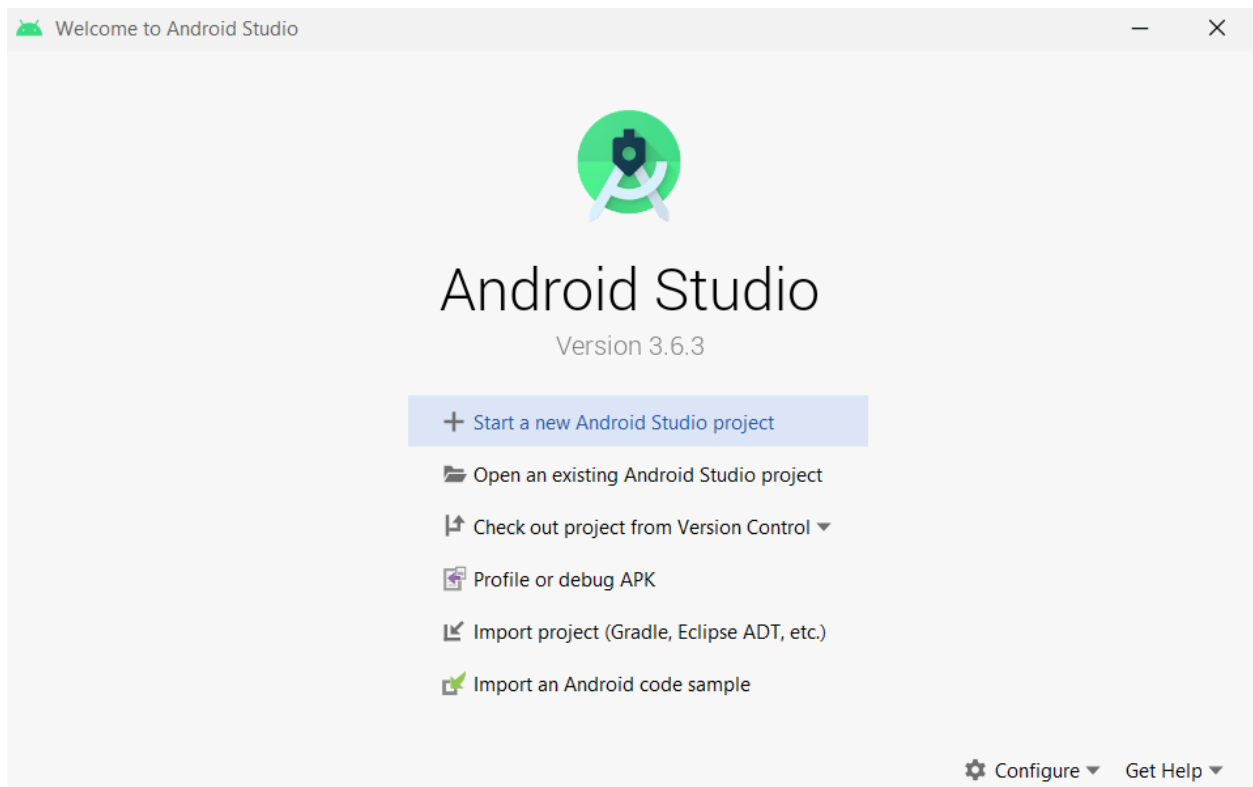 Welcome to Android Studio
Android Studio
Version 3.6.3
Start a new Android Studio project
Open an existing Android Studio project
Check out project from Version Control
Profile or debug APK
Import project (Gradle, Eclipse ADT, etc.)
Import an Android code sample
Configure Get Help